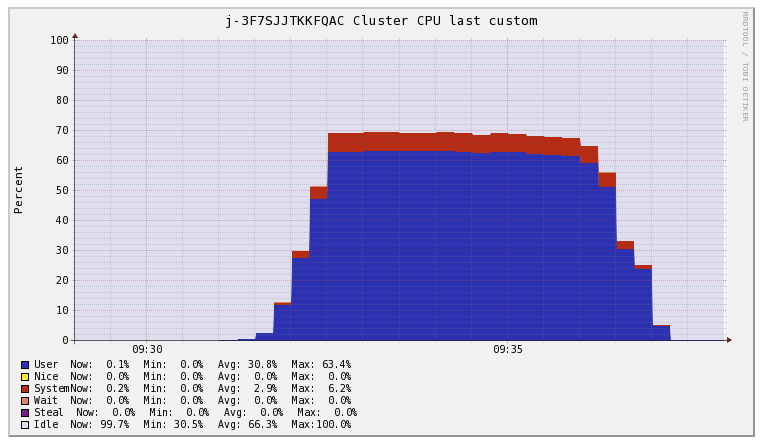 j-3F7SJJTKKFQAC Cluster CPU last custom
RRDTOOL / TOBI OETIKER
Percent
100
90
80
70
60
50
40
30
20
10
0
09:30 09:35
User Now: 0.1% Min: 0.0% Avg: 30.8% Max: 63.4%
Nice Now: 0.0% Min: 0.0% Avg: 0.0% Max: 0.0%
System Now: 0.2% Min: 0.0% Avg: 2.9% Max: 6.2%
Wait Now: 0.0% Min: 0.0% Avg: 0.0% Max: 0.0%
Steal Now: 0.0% Min: 0.0% Avg: 0.0% Max: 0.0%
Idle Now: 99.7% Min: 30.5% Avg: 66.3% Max:100.0%